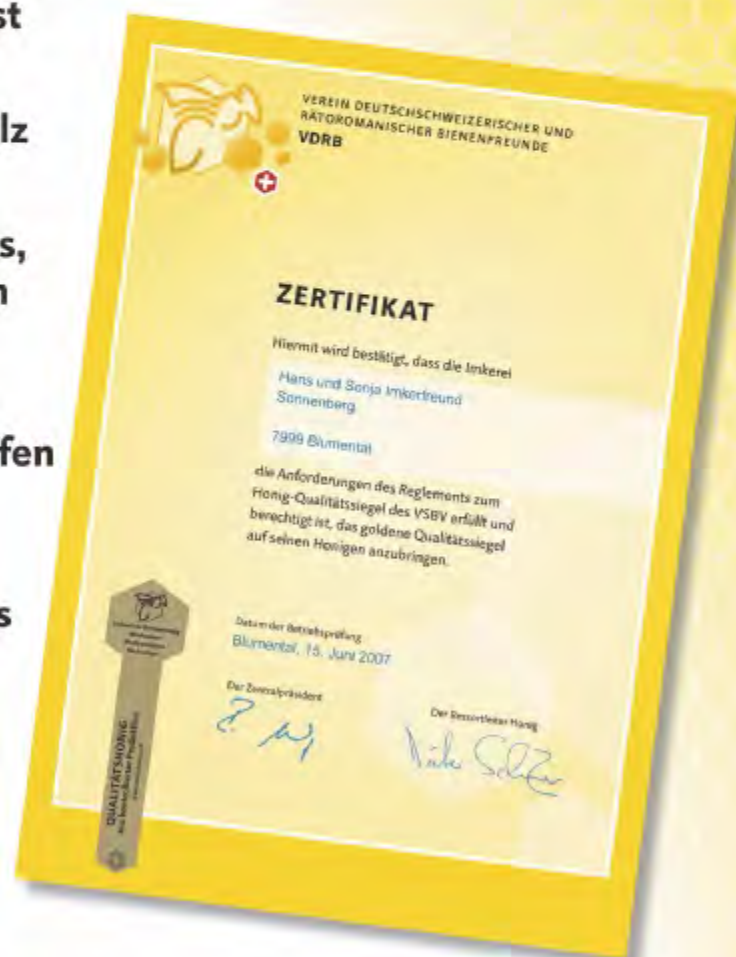 st
lz
s,
n
fen
s
VEREIN DEUTSCHSCHWEIZERISCHER UND
RÄTOROMANISCHER BIENENFREUNDE
VDRB
ZERTIFIKAT
Hiermit wird bestätigt, dass die Imkerei
Hans und Sonja Imkerfreund
Sonnenberg
7999 Blumental
die Anforderungen des Reglements zum
Honig-Qualitätssiegel des VSBV erfüllt und
berechtigt ist, das goldene Qualitätssiegel
auf seinen Honigen anzubringen.
Datum der Betriebsprüfung
Blumental, 15. Juni 2007
Der Zentralpräsident
Der Ressortleiter Honig
QUALITÄTSHONIG